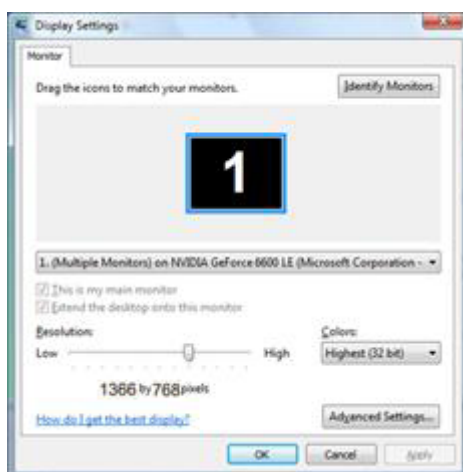 Display Settings
Monitor
Drag the icons to match your monitors.
Identify Monitors
1
1. (Multiple Monitors) on NVIDIA GeForce 6600 LE (Microsoft Corporation -
This is my main monitor
Extend the desktop onto this monitor
Resolution:
Colors:
Low
High
Highest (32 bit)
1366 by 768 pixels
How do I get the best display?
Advanced Settings...
OK
Cancel
Apply